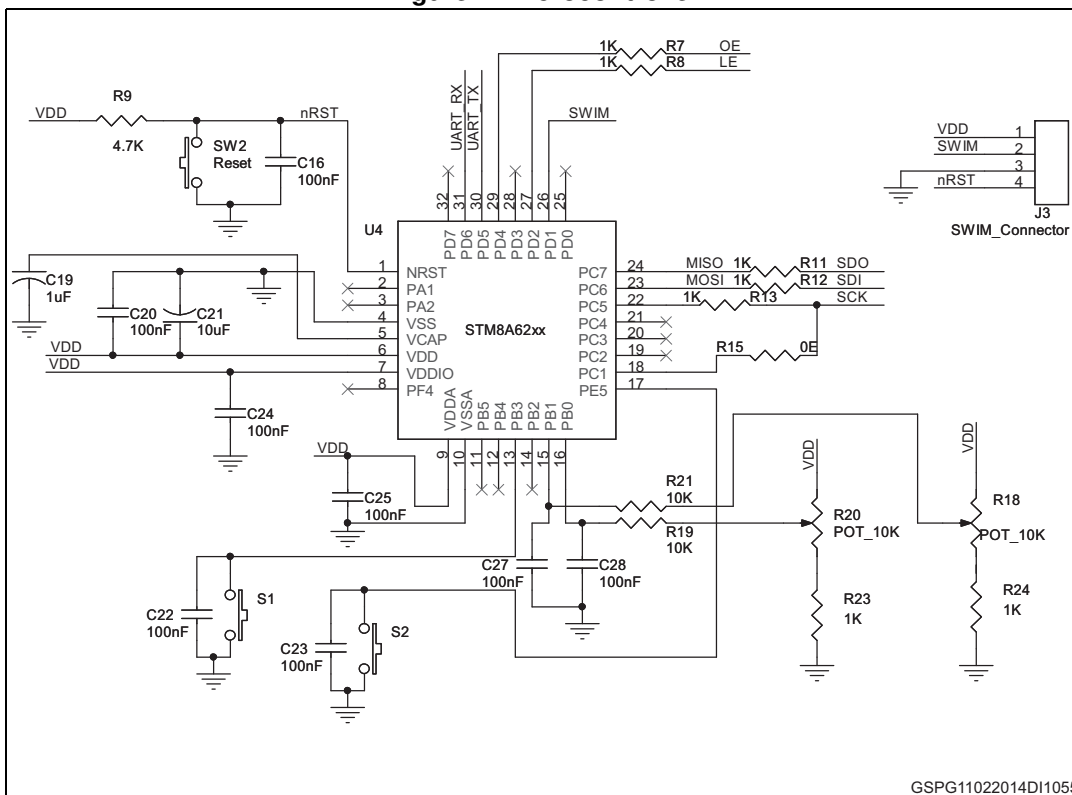 1K R7 OE
1K R8 LE
R9
VDD
4.7K
nRST
SW2
Reset
C16
100nF
UART_RX
UART_TX
SWIM
VDD 1
SWIM 2
3
nRST 4
J3
SWIM_Connector
32 31 30 29 28 27 26 25
PD7 PD6 PD5 PD4 PD3 PD2 PD1 PD0
U4
STM8A62xx
1 NRST
2 PA1
3 PA2
4 VSS
5 VCAP
6 VDD
7 VDDIO
8 PF4
C19
1uF
C20
100nF
C21
10uF
VDD
VDD
C24
100nF
PC7 24 MISO 1K R11 SDO
PC6 23 MOSI 1K R12 SDI
PC5 22 1K R13 SCK
PC4 21
PC3 20
PC2 19
PC1 18
PE5 17
R15 0E
VDDA VSSA PB5 PB4 PB3 PB2 PB1 PB0
9 10 11 12 13 14 15 16
VDD
C25
100nF
R21
10K
R19
10K
VDD
R20
POT_10K
VDD
R18
POT_10K
C27
100nF
C28
100nF
R23
1K
R24
1K
C22
100nF
S1
C23
100nF
S2
GSPG11022014DI1055